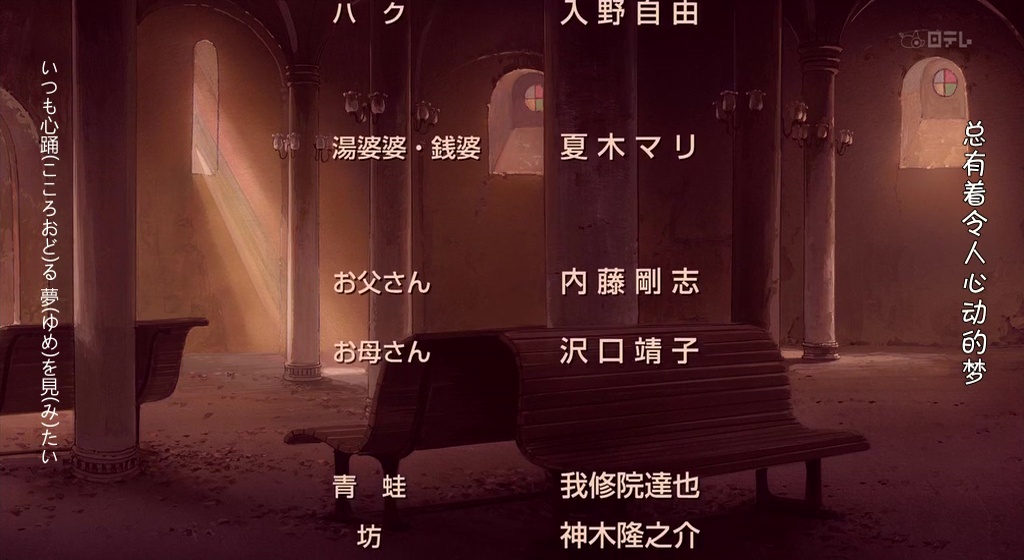 ハク 入野自由
日テレ
いつも心踊(こころおど)る 夢(ゆめ)を見(み)たい
湯婆婆・銭婆 夏木マリ
总有着令人心动的梦
お父さん 内藤剛志
お母さん 沢口靖子
青蛙 我修院達也
坊 神木隆之介